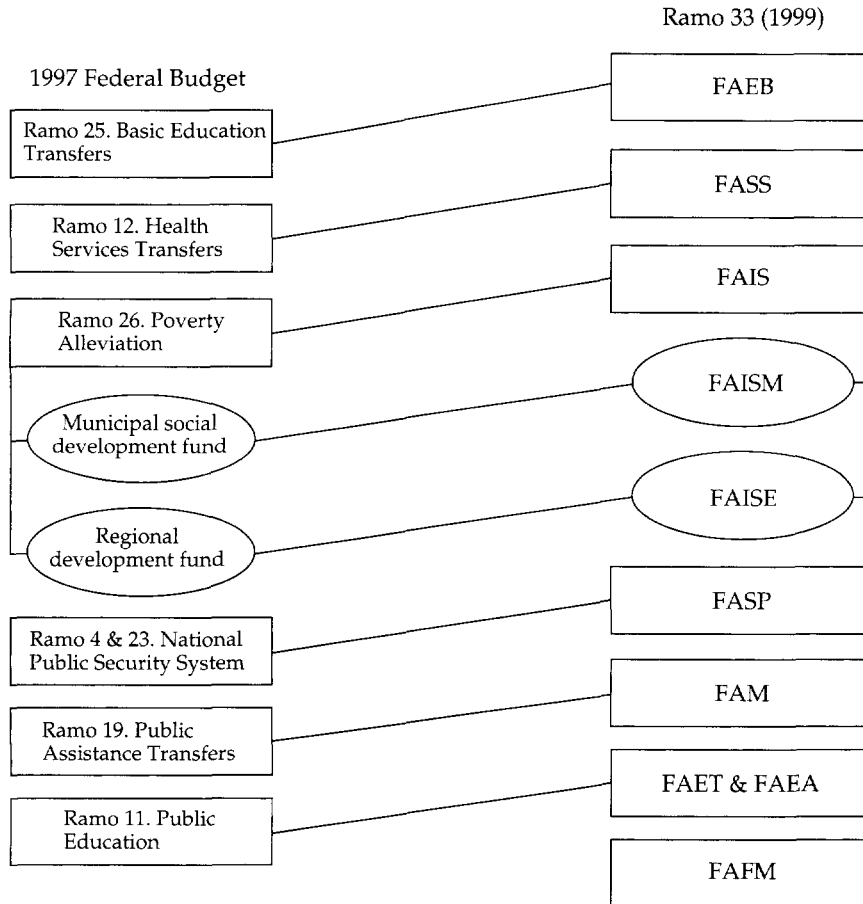 Ramo 33 (1999)
1997 Federal Budget
FAEB
Ramo 25. Basic Education
Transfers
FASS
Ramo 12. Health
Services Transfers
FAIS
Ramo 26. Poverty
Alleviation
FAISM
Municipal social
development fund
FAISE
Regional
development fund
FASP
Ramo 4 & 23. National
Public Security System
FAM
Ramo 19. Public
Assistance Transfers
FAET & FAEA
Ramo 11. Public
Education
FAFM